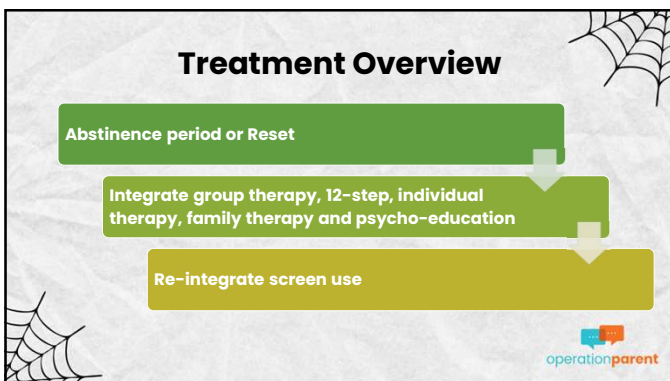 Treatment Overview
Abstinence period or Reset
Integrate group therapy, 12-step, individual
therapy, family therapy and psycho-education
Re-integrate screen use
operationparent